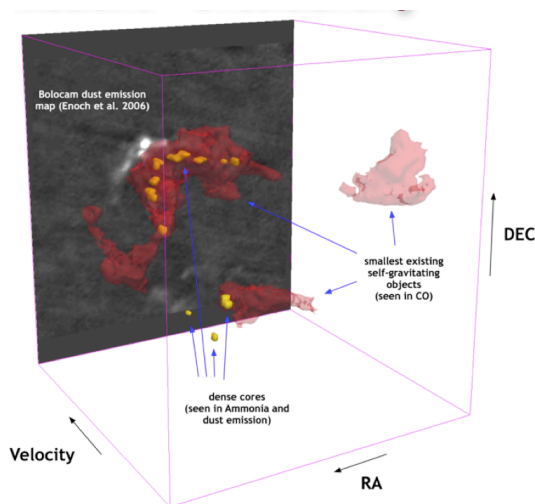 Bolocam dust emission
map (Enoch et al. 2006)
DEC
smallest existing
self-gravitating
objects
(seen in CO)
dense cores
(seen in Ammonia and
dust emission)
Velocity
RA